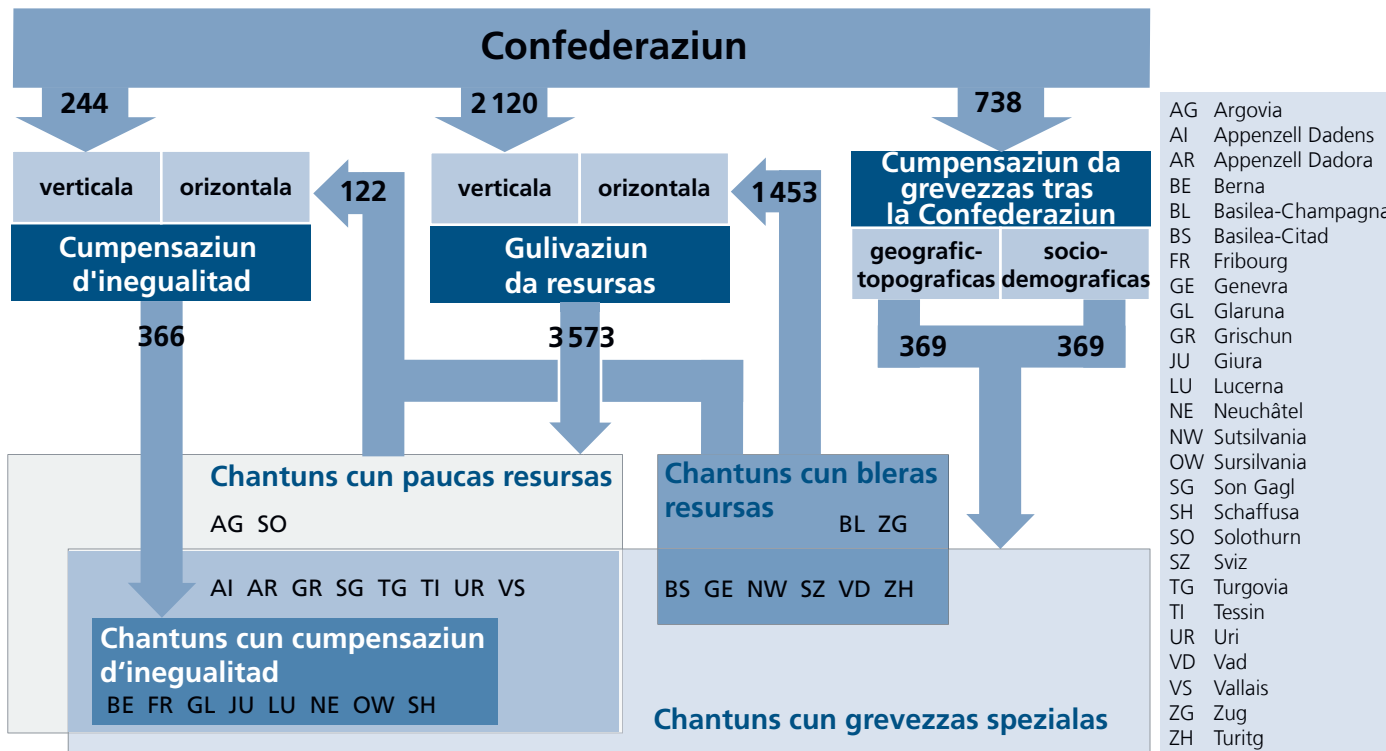 Confederaziun
244
2 120
738
verticala
orizontala
122
verticala
orizontala
1 453
Cumpensaziun da
grevezzas tras
la Confederaziun
Cumpensaziun
d'inegualitad
Gulivaziun
da resursas
geografic-
topograficas
socio-
demograficas
366
3 573
369
369
Chantuns cun paucas resursas
AG SO
Chantuns cun bleras
resursas
BL ZG
AI AR GR SG TG TI UR VS
BS GE NW SZ VD ZH
Chantuns cun cumpensaziun
d‘inegualitad
BE FR GL JU LU NE OW SH
Chantuns cun grevezzas spezialas
AG Argovia
AI Appenzell Dadens
AR Appenzell Dadora
BE Berna
BL Basilea-Champagna
BS Basilea-Citad
FR Fribourg
GE Genevra
GL Glaruna
GR Grischun
JU Giura
LU Lucerna
NE Neuchâtel
NW Sutsilvania
OW Sursilvania
SG Son Gagl
SH Schaffusa
SO Solothurn
SZ Sviz
TG Turgovia
TI Tessin
UR Uri
VD Vad
VS Vallais
ZG Zug
ZH Turitg